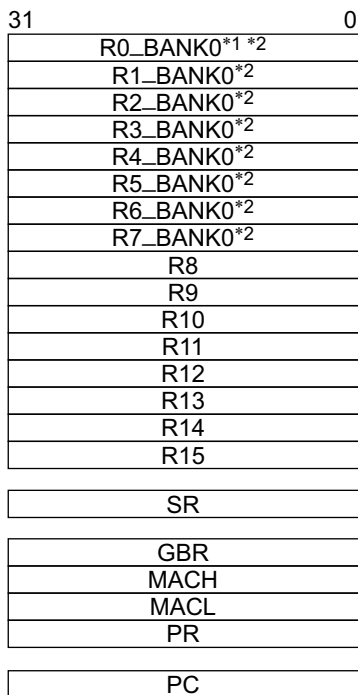 31 0
R0_BANK0*1 *2
R1_BANK0*2
R2_BANK0*2
R3_BANK0*2
R4_BANK0*2
R5_BANK0*2
R6_BANK0*2
R7_BANK0*2
R8
R9
R10
R11
R12
R13
R14
R15
SR
GBR
MACH
MACL
PR
PC